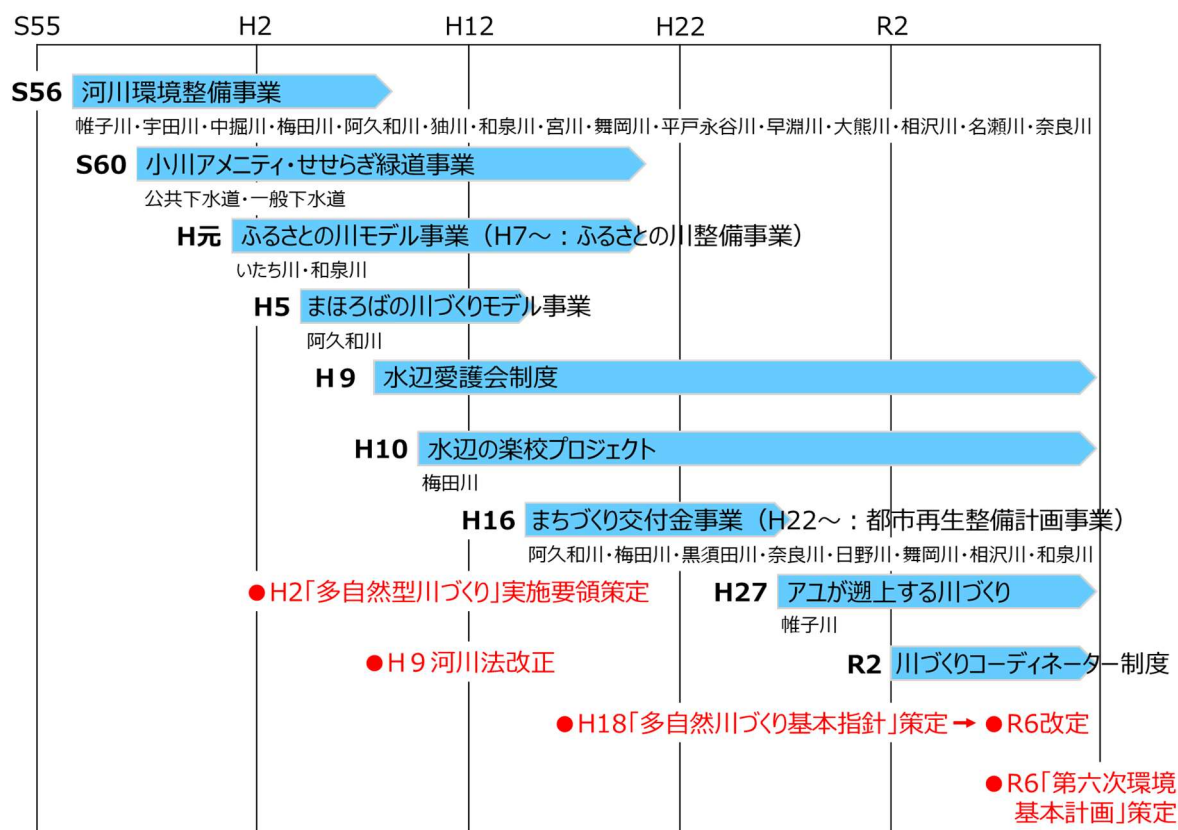 S55 H2 H12 H22 R2
S56 河川環境整備事業
帷子川・宇田川・中掘川・梅田川・阿久和川・㹨川・和泉川・宮川・舞岡川・平戸永谷川・早淵川・大熊川・相沢川・名瀬川・奈良川
S60 小川アメニティ・せせらぎ緑道事業
公共下水道・一般下水道
H元 ふるさとの川モデル事業（H7～：ふるさとの川整備事業）
いたち川・和泉川
H5 まほろばの川づくりモデル事業
阿久和川
H９ 水辺愛護会制度
H10 水辺の楽校プロジェクト
梅田川
H16 まちづくり交付金事業（H22～：都市再生整備計画事業）
阿久和川・梅田川・黒須田川・奈良川・日野川・舞岡川・相沢川・和泉川
●H2「多自然型川づくり」実施要領策定
H27 アユが遡上する川づくり
帷子川
●H９河川法改正
R2 川づくりコーディネーター制度
●H18「多自然川づくり基本指針」策定→●R6改定
●R6「第六次環境
基本計画」策定